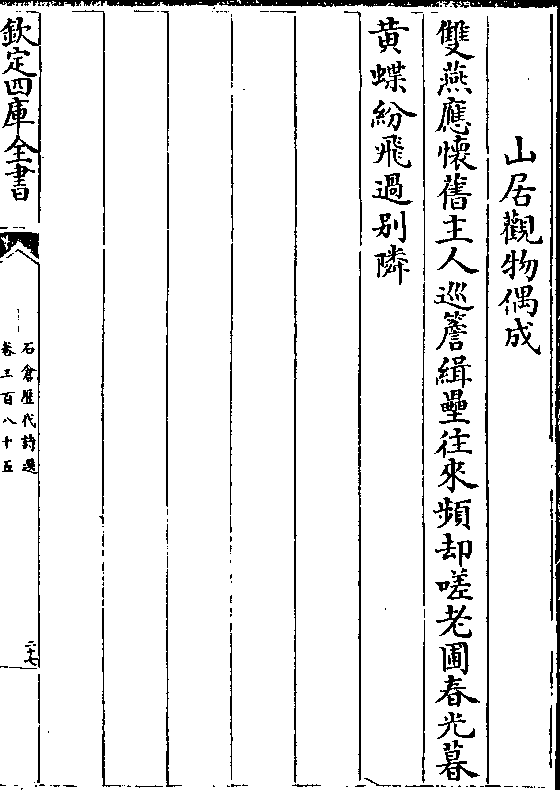 山居觀物偶成
雙燕應懷舊主人巡簷緝壘往來頻却嗟老圃春光暮
黄蝶紛飛過别隣
欽定四庫全書
石倉歷代詩選
卷三百八十五
二十七